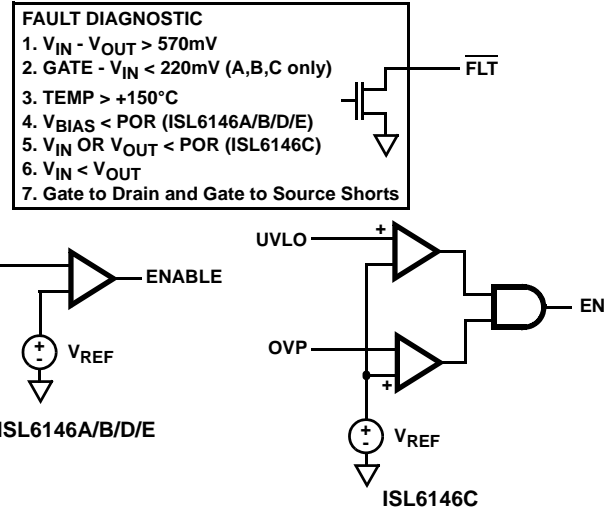 FAULT DIAGNOSTIC
1. VIN - VOUT > 570mV
2. GATE - VIN < 220mV (A,B,C only)
3. TEMP > +150°C
4. VBIAS < POR (ISL6146A/B/D/E)
5. VIN OR VOUT < POR (ISL6146C)
6. VIN < VOUT
7. Gate to Drain and Gate to Source Shorts
FLT
UVLO
+
ENABLE
EN
+
-
VREF
OVP
+
+
-
VREF
ISL6146A/B/D/E
ISL6146C